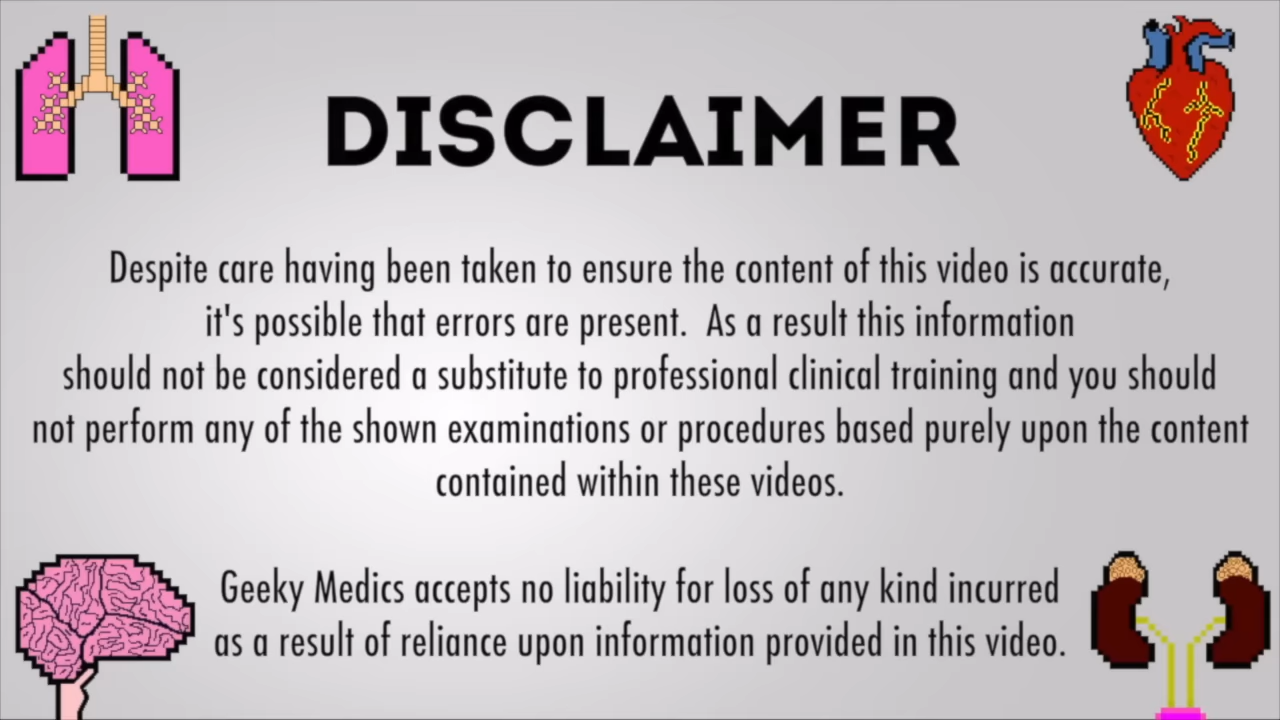 DISCLAIMER
Despite care having been taken to ensure the content of this video is accurate,
it's possible that errors are present.  As a result this information
should not be considered a substitute to professional clinical training and you should
not perform any of the shown examinations or procedures based purely upon the content
contained within these videos.
Geeky Medics accepts no liability for loss of any kind incurred
as a result of reliance upon information provided in this video.